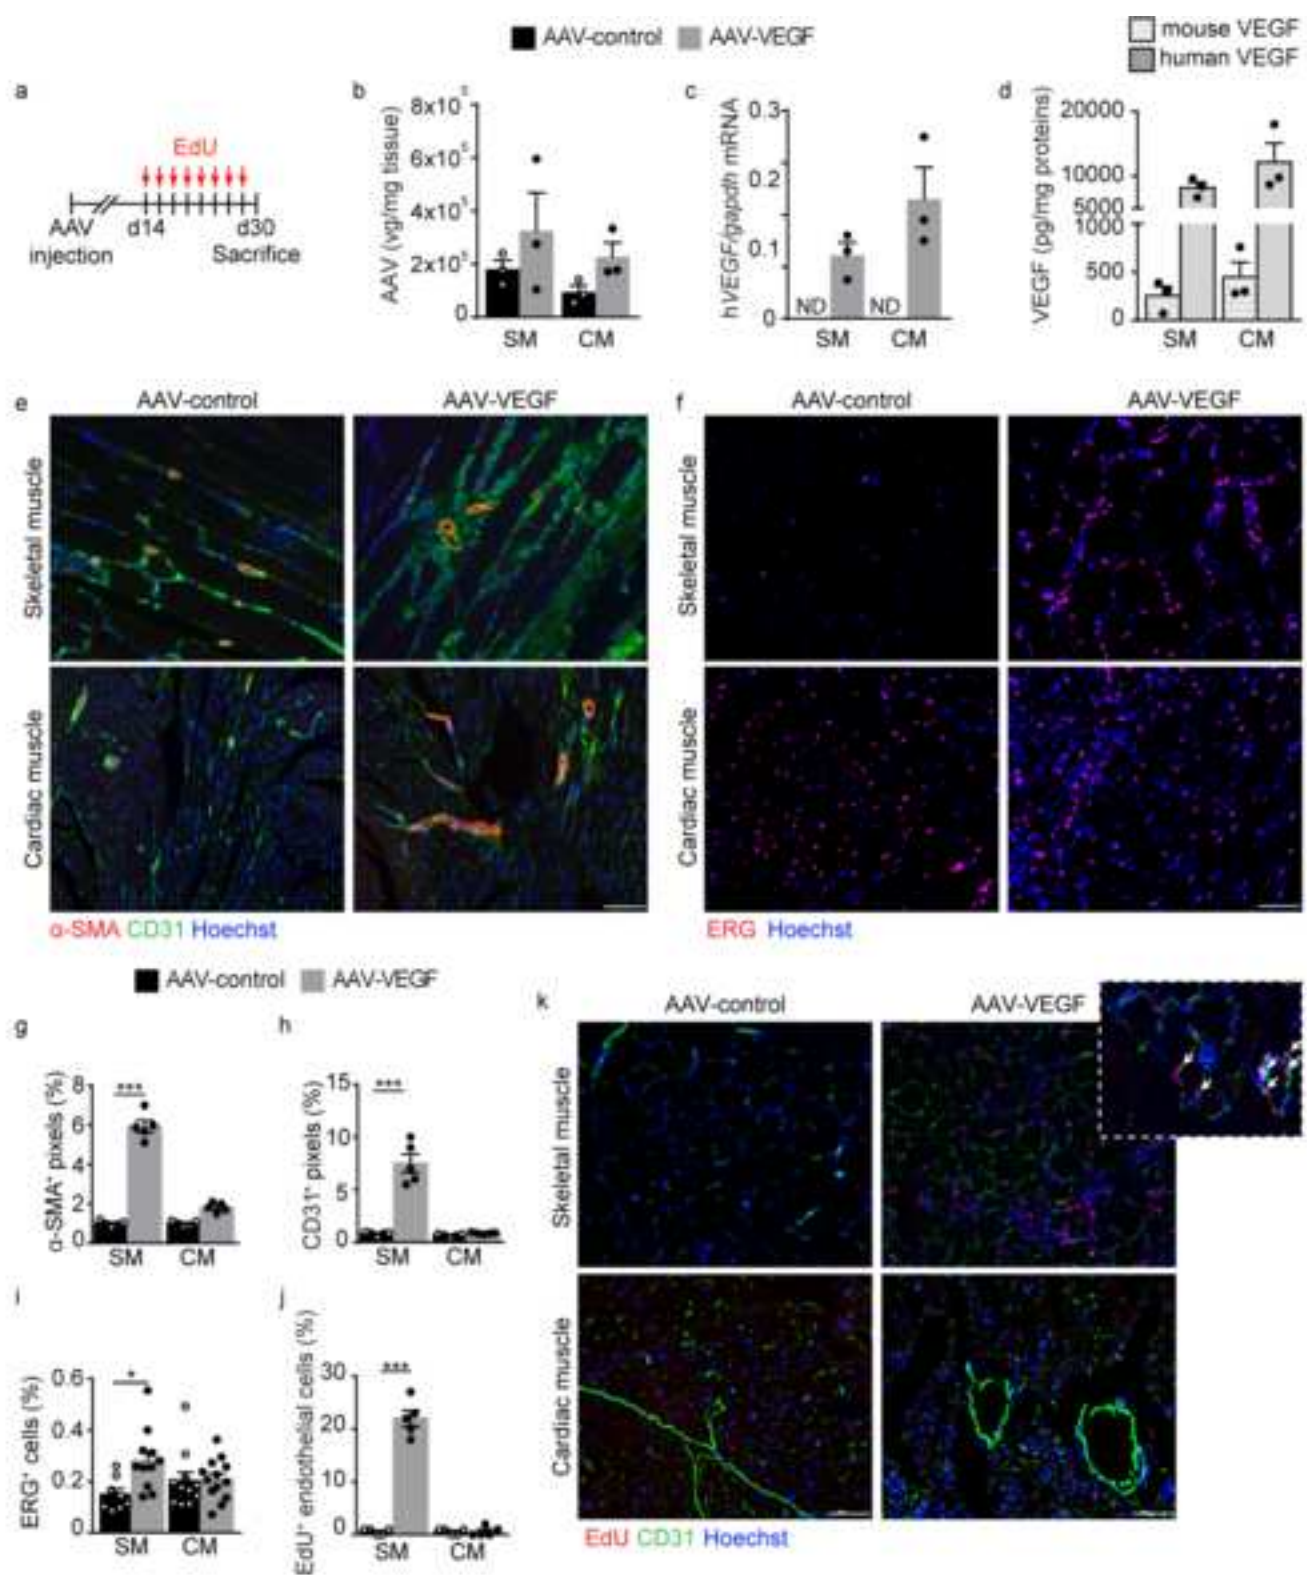 AAV-control AAV-VEGF
mouse VEGF
human VEGF
a
EdU
AAV injection
d14
d30
Sacrifice
b
AAV (vg/mg tissue)
6x10⁵
4x10⁵
2x10⁵
0
SM CM
c
hVEGF/gapdh mRNA
0.3
0.2
0.1
0
ND ND
SM CM
d
VEGF (pg/mg proteins)
20000
10000
5000
1000
500
0
SM CM
e
AAV-control AAV-VEGF
Skeletal muscle
Cardiac muscle
α-SMA CD31 Hoechst
f
AAV-control AAV-VEGF
Skeletal muscle
Cardiac muscle
ERG Hoechst
AAV-control AAV-VEGF
g
α-SMA⁺ pixels (%)
8
6
4
2
0
***
SM CM
h
CD31⁺ pixels (%)
15
10
5
0
***
SM CM
i
ERG⁺ cells (%)
0.6
0.4
0.2
0
*
SM CM
j
EdU⁺ endothelial cells (%)
30
20
10
0
***
SM CM
k
AAV-control AAV-VEGF
Skeletal muscle
Cardiac muscle
EdU CD31 Hoechst